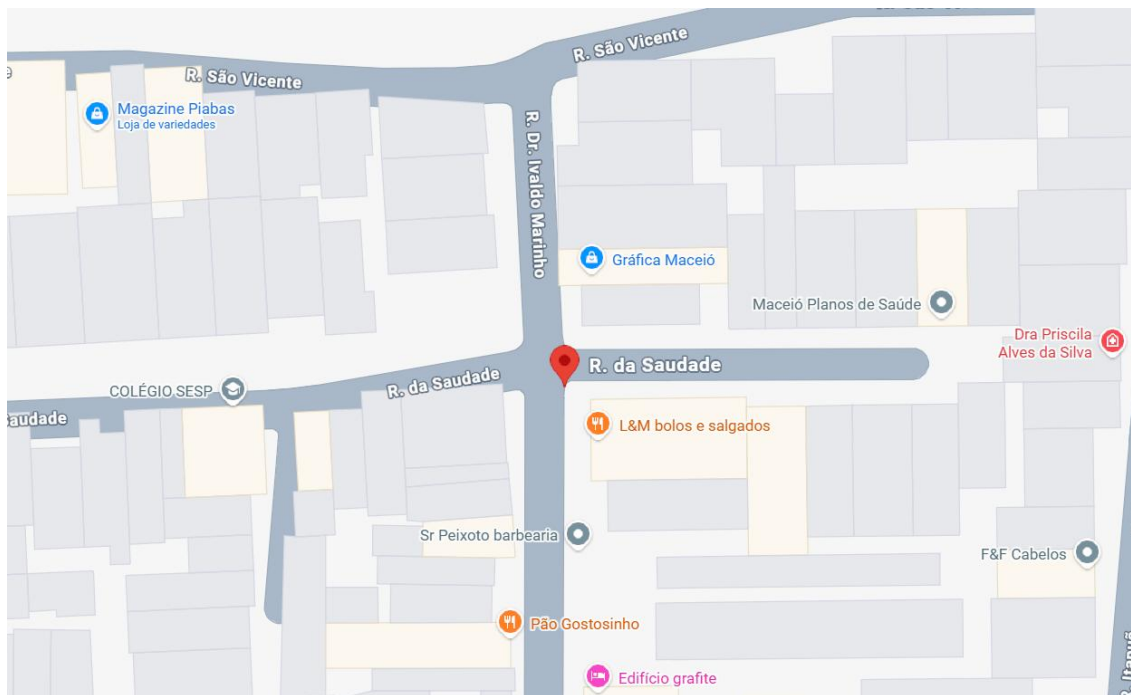 R. São Vicente
R. São Vicente
Magazine Piabas
Loja de variedades
R. Dr. Ivaldo Marinho
Gráfica Maceió
Maceió Planos de Saúde
Dra Priscila
Alves da Silva
R. da Saudade
R. da Saudade
COLÉGIO SESP
Saudade
L&M bolos e salgados
Sr Peixoto barbearia
F&F Cabelos
Pão Gostosinho
Edifício grafite
Itapuã